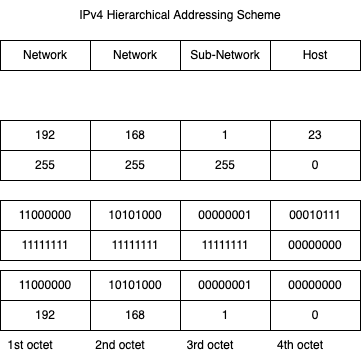 IPv4 Hierarchical Addressing Scheme
Network Network Sub-Network Host
192 168 1 23
255 255 255 0
11000000 10101000 00000001 00010111
11111111 11111111 11111111 00000000
11000000 10101000 00000001 00000000
192 168 1 0
1st octet 2nd octet 3rd octet 4th octet